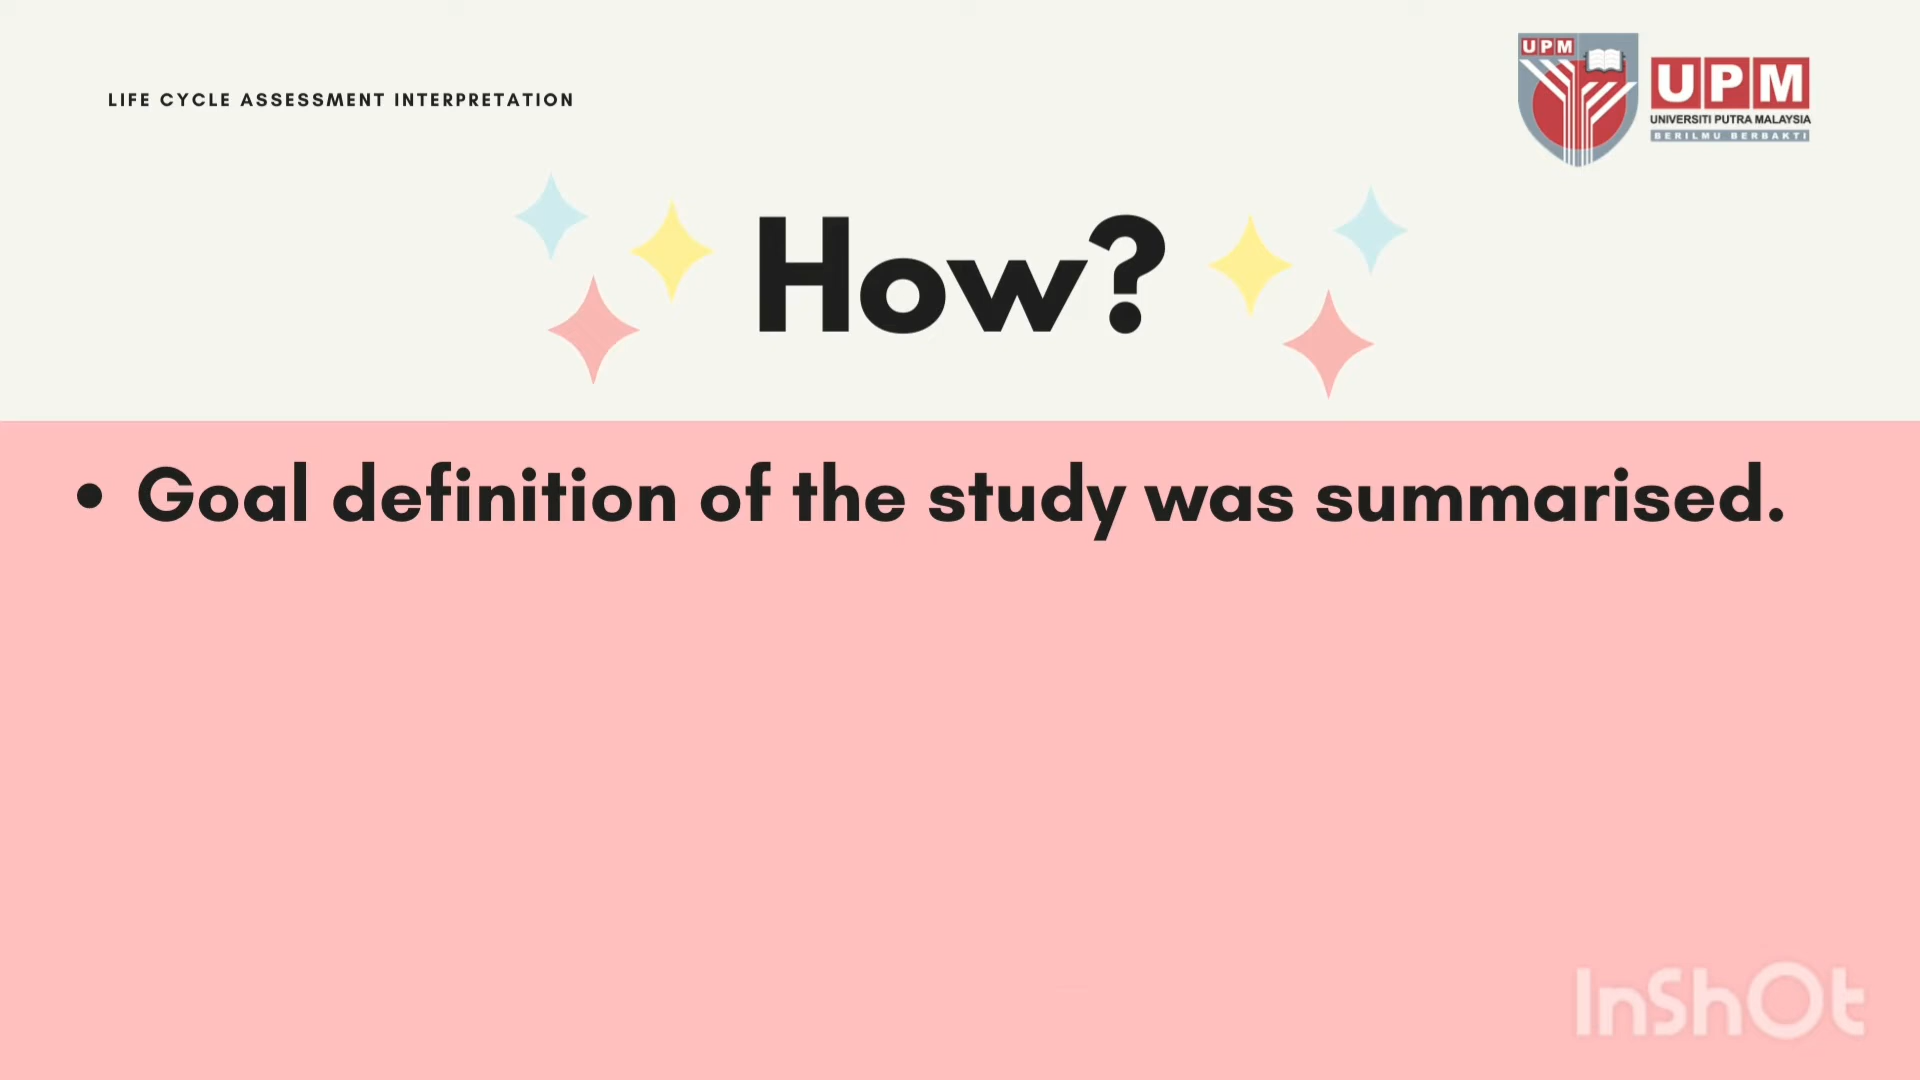 LIFE CYCLE ASSESSMENT INTERPRETATION
UPM
UPM
UNIVERSITI PUTRA MALAYSIA
BERILMU BERBAKTI
How?
• Goal definition of the study was summarised.
InShOt